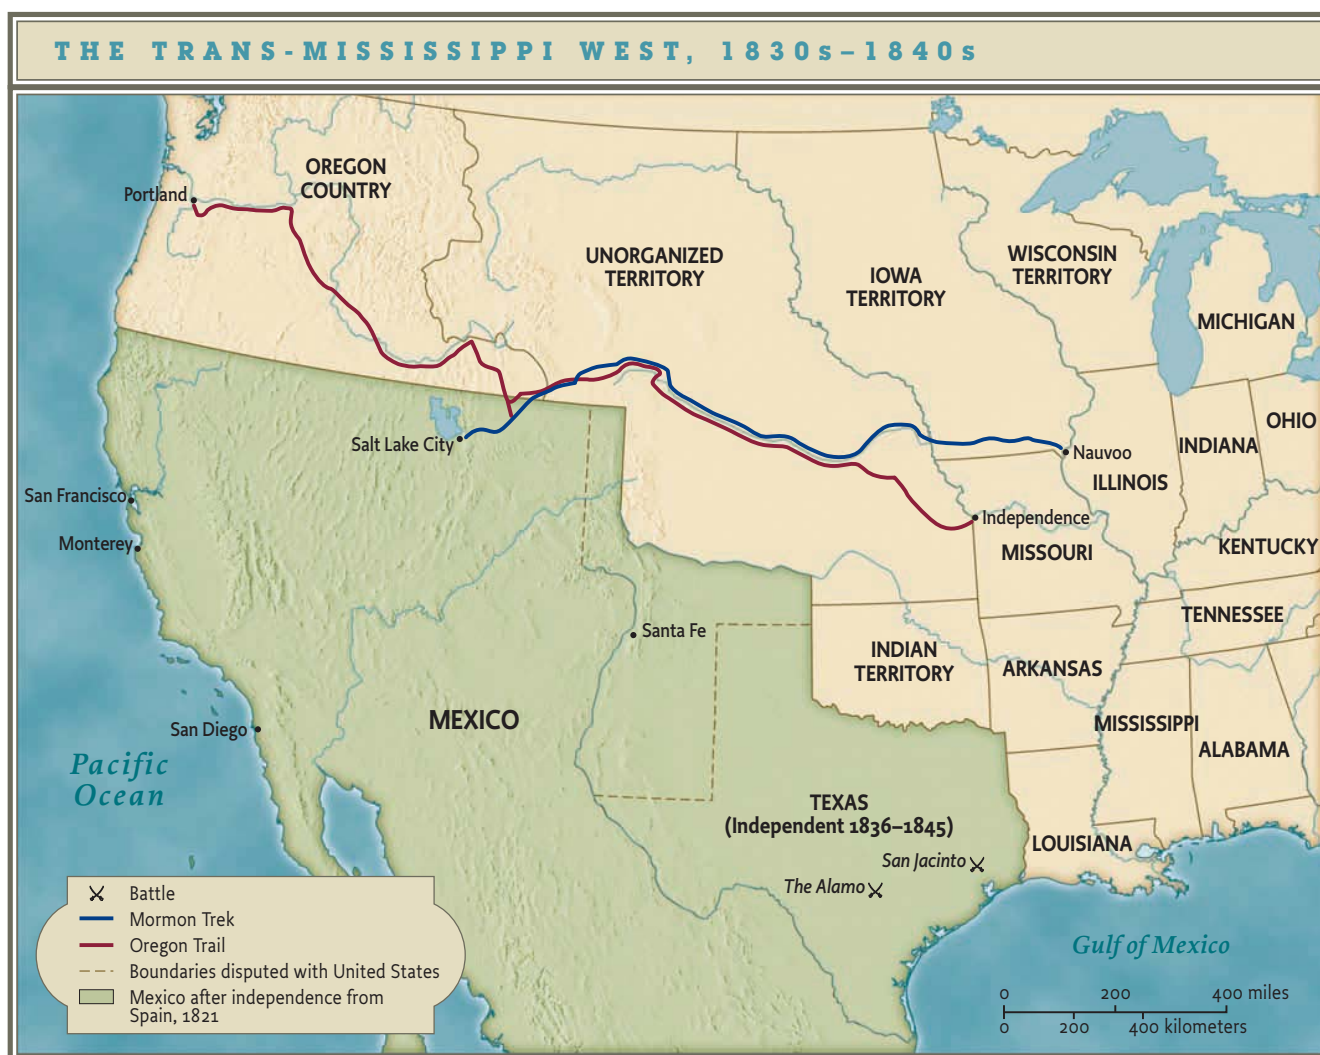 THE TRANS-MISSISSIPPI WEST, 1830s–1840s
OREGON
COUNTRY
Portland
UNORGANIZED
TERRITORY
IOWA
TERRITORY
WISCONSIN
TERRITORY
MICHIGAN
OHIO
INDIANA
Salt Lake City
Nauvoo
ILLINOIS
San Francisco
Independence
Monterey
MISSOURI
KENTUCKY
TENNESSEE
Santa Fe
INDIAN
TERRITORY
ARKANSAS
MEXICO
San Diego
MISSISSIPPI
ALABAMA
Pacific
Ocean
TEXAS
(Independent 1836–1845)
LOUISIANA
San Jacinto
The Alamo
Gulf of Mexico
Battle
Mormon Trek
Oregon Trail
Boundaries disputed with United States
Mexico after independence from
Spain, 1821
0 200 400 miles
0 200 400 kilometers